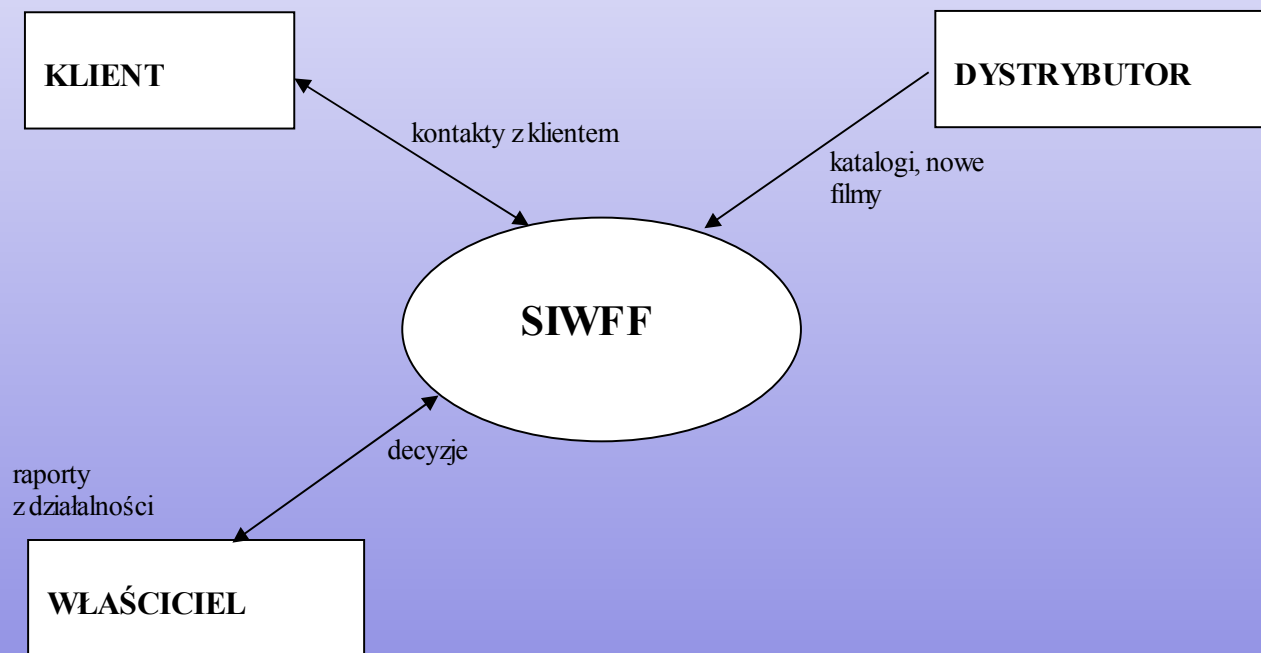 KLIENT
DYSTRYBUTOR
kontakty z klientem
katalogi, nowe
filmy
SIWFF
decyzje
raporty
z działalności
WŁAŚCICIEL